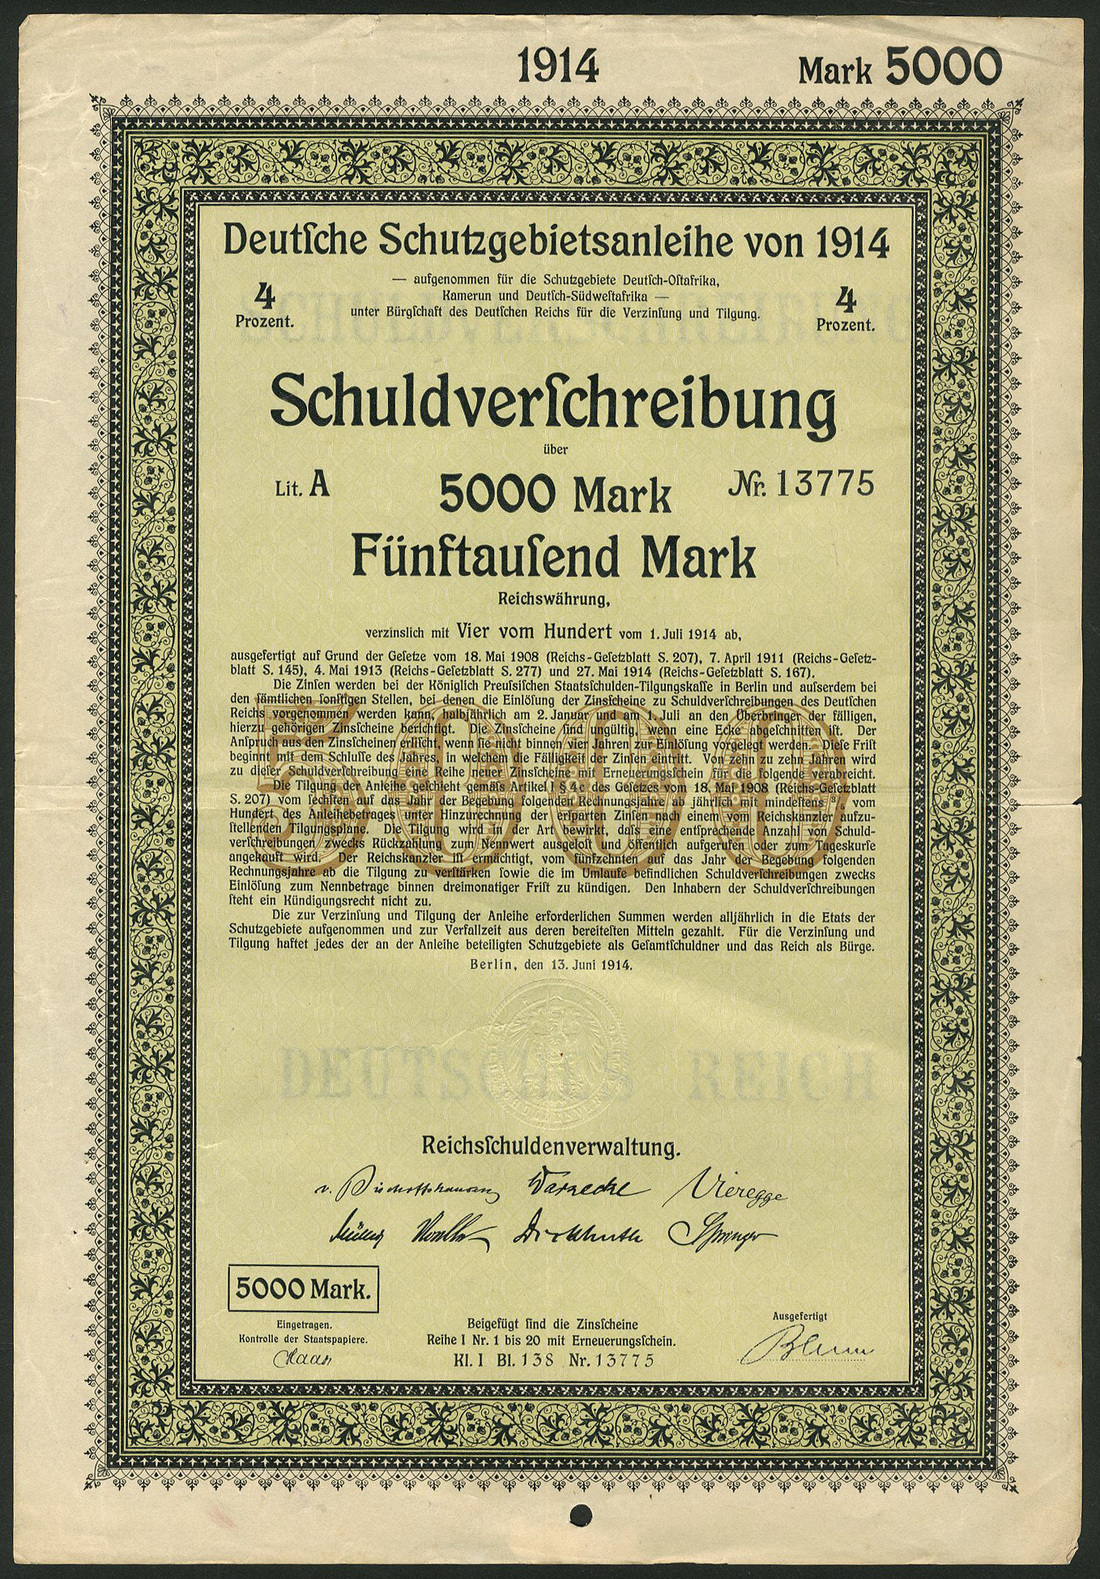 1914
Mark 5000
Deutſche Schutzgebietsanleihe von 1914
— aufgenommen für die Schutzgebiete Deutſch-Oſtafrika,
Kamerun und Deutſch-Südweſtafrika —
unter Bürgſchaft des Deutſchen Reichs für die Verzinſung und Tilgung.
4
Prozent.
4
Prozent.
Schuldverſchreibung
über
Lit. A
5000 Mark
Nr. 13775
Fünftauſend Mark
Reichswährung,
verzinslich mit Vier vom Hundert vom 1. Juli 1914 ab,
ausgefertigt auf Grund der Geſetze vom 18. Mai 1908 (Reichs-Geſetzblatt S. 207), 7. April 1911 (Reichs-Geſetz-
blatt S. 145), 4. Mai 1913 (Reichs-Geſetzblatt S. 277) und 27. Mai 1914 (Reichs-Geſetzblatt S. 167).
Die Zinſen werden bei der Königlich Preuſsiſchen Staatsſchulden-Tilgungskaſſe in Berlin und auſserdem bei
den ſämtlichen ſonſtigen Stellen, bei denen die Einlöſung der Zinsſcheine zu Schuldverſchreibungen des Deutſchen
Reichs vorgenommen werden kann, halbjährlich am 2. Januar und am 1. Juli an den Überbringer der fälligen,
hierzu gehörigen Zinsſcheine berichtigt. Die Zinsſcheine ſind ungültig, wenn eine Ecke abgeſchnitten iſt. Der
Anſpruch aus den Zinsſcheinen erliſcht, wenn ſie nicht binnen vier Jahren zur Einlöſung vorgelegt werden. Dieſe Friſt
beginnt mit dem Schluſſe des Jahres, in welchem die Fälligkeit der Zinſen eintritt. Von zehn zu zehn Jahren wird
zu dieſer Schuldverſchreibung eine Reihe neuer Zinsſcheine mit Erneuerungsſchein für die folgende verabreicht.
Die Tilgung der Anleihe geſchieht gemäſs Artikel I § 4c des Geſetzes vom 18. Mai 1908 (Reichs-Geſetzblatt
S. 207) vom ſechſten auf das Jahr der Begebung folgenden Rechnungsjahre ab jährlich mit mindeſtens ³/₅ vom
Hundert des Anleihebetrages unter Hinzurechnung der erſparten Zinſen nach einem vom Reichskanzler aufzu-
ſtellenden Tilgungsplane. Die Tilgung wird in der Art bewirkt, daſs eine entſprechende Anzahl von Schuld-
verſchreibungen zwecks Rückzahlung zum Nennwert ausgeloſt und öffentlich aufgerufen oder zum Tageskurſe
angekauft wird. Der Reichskanzler iſt ermächtigt, vom fünfzehnten auf das Jahr der Begebung folgenden
Rechnungsjahre ab die Tilgung zu verſtärken ſowie die im Umlaufe befindlichen Schuldverſchreibungen zwecks
Einlöſung zum Nennbetrage binnen dreimonatiger Friſt zu kündigen. Den Inhabern der Schuldverſchreibungen
ſteht ein Kündigungsrecht nicht zu.
Die zur Verzinſung und Tilgung der Anleihe erforderlichen Summen werden alljährlich in die Etats der
Schutzgebiete aufgenommen und zur Verfallzeit aus deren bereiteſten Mitteln gezahlt. Für die Verzinſung und
Tilgung haftet jedes der an der Anleihe beteiligten Schutzgebiete als Geſamtſchuldner und das Reich als Bürge.
5000
Berlin, den 13. Juni 1914.
DEUTSCHES REICH
Reichsſchuldenverwaltung.
v. Bischoffshausen Warnecke Vieregge
Müller Dickhuth Springer
5000 Mark.
Eingetragen.
Kontrolle der Staatspapiere.
Beigefügt ſind die Zinsſcheine
Reihe I Nr. 1 bis 20 mit Erneuerungsſchein.
Kl. I Bl. 138 Nr. 13775
Ausgefertigt
Blum